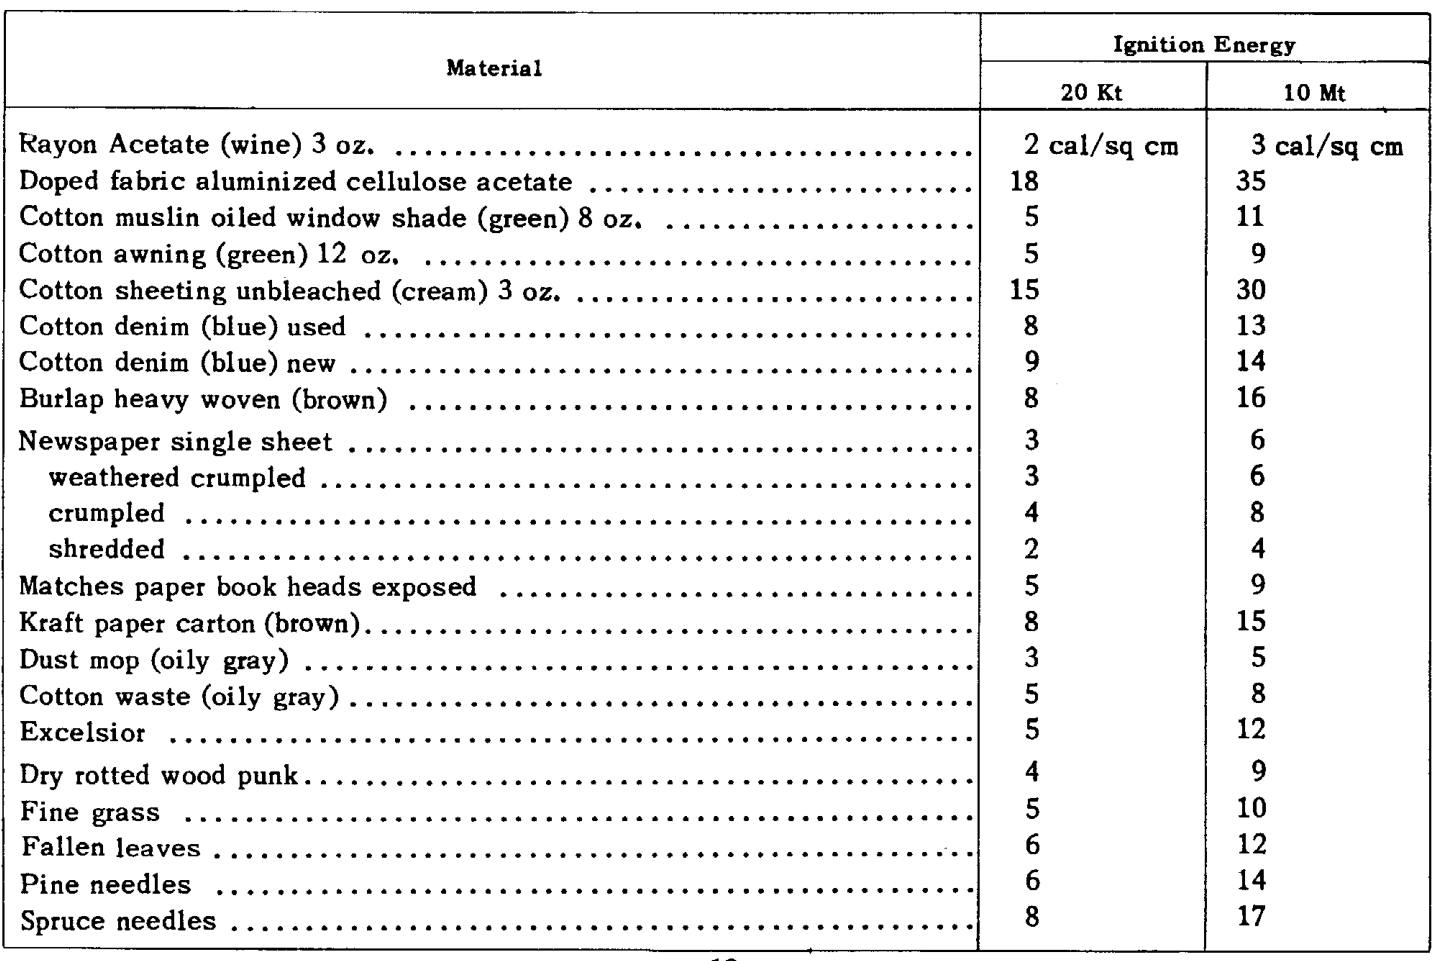 Material
Ignition Energy
20 Kt 10 Mt
Rayon Acetate (wine) 3 oz. ........ 2 cal/sq cm 3 cal/sq cm
Doped fabric aluminized cellulose acetate ........ 18 35
Cotton muslin oiled window shade (green) 8 oz. ........ 5 11
Cotton awning (green) 12 oz. ........ 5 9
Cotton sheeting unbleached (cream) 3 oz. ........ 15 30
Cotton denim (blue) used ........ 8 13
Cotton denim (blue) new ........ 9 14
Burlap heavy woven (brown) ........ 8 16
Newspaper single sheet ........ 3 6
weathered crumpled ........ 3 6
crumpled ........ 4 8
shredded ........ 2 4
Matches paper book heads exposed ........ 5 9
Kraft paper carton (brown)........ 8 15
Dust mop (oily gray) ........ 3 5
Cotton waste (oily gray) ........ 5 8
Excelsior ........ 5 12
Dry rotted wood punk........ 4 9
Fine grass ........ 5 10
Fallen leaves ........ 6 12
Pine needles ........ 6 14
Spruce needles ........ 8 17